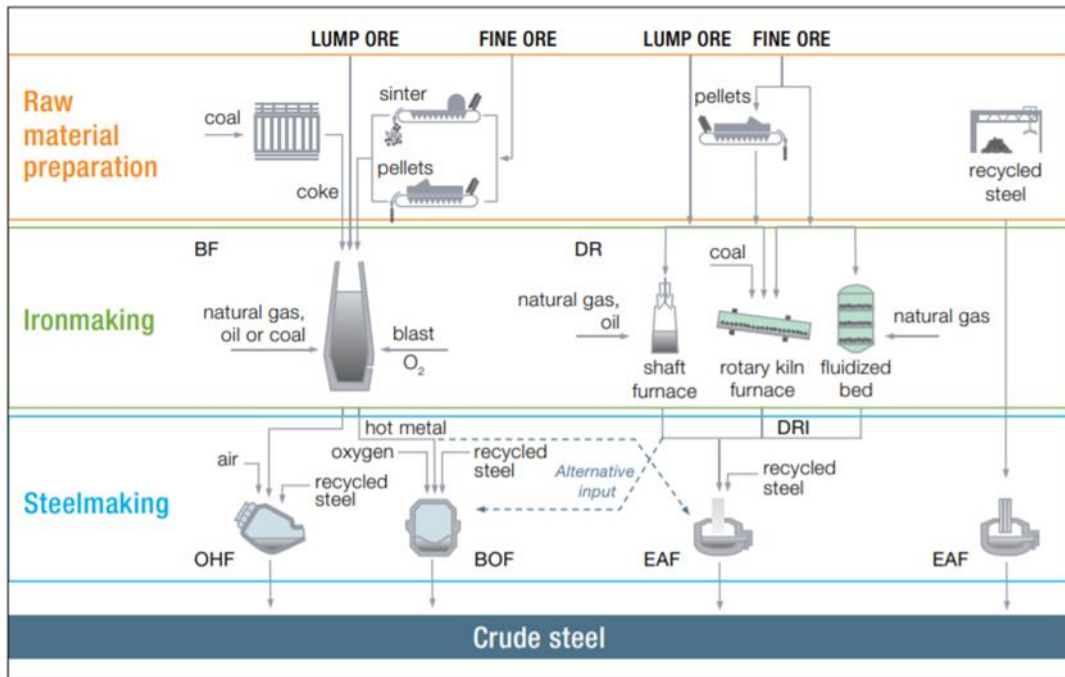 LUMP ORE
FINE ORE
LUMP ORE
FINE ORE
Raw
material
preparation
coal
coke
sinter
pellets
pellets
recycled
steel
Ironmaking
BF
natural gas,
oil or coal
blast
O₂
DR
natural gas,
oil
coal
natural gas
shaft
furnace
rotary kiln
furnace
fluidized
bed
Steelmaking
hot metal
air
recycled
steel
oxygen
recycled
steel
Alternative
input
DRI
recycled
steel
OHF
BOF
EAF
EAF
Crude steel